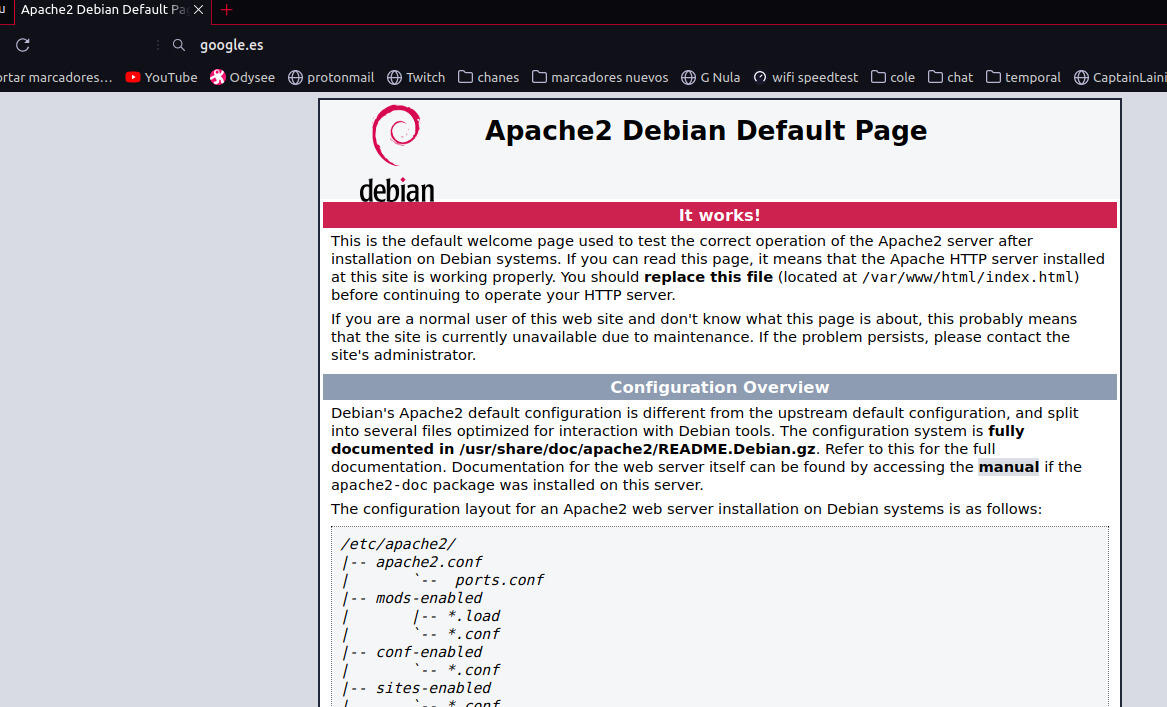 Apache2 Debian Default Pa
google.es
ortar marcadores... YouTube Odysee protonmail Twitch chanes marcadores nuevos G Nula wifi speedtest cole chat temporal CaptainLaini
debian
Apache2 Debian Default Page
It works!
This is the default welcome page used to test the correct operation of the Apache2 server after
installation on Debian systems. If you can read this page, it means that the Apache HTTP server installed
at this site is working properly. You should replace this file (located at /var/www/html/index.html)
before continuing to operate your HTTP server.
If you are a normal user of this web site and don't know what this page is about, this probably means
that the site is currently unavailable due to maintenance. If the problem persists, please contact the
site's administrator.
Configuration Overview
Debian's Apache2 default configuration is different from the upstream default configuration, and split
into several files optimized for interaction with Debian tools. The configuration system is fully
documented in /usr/share/doc/apache2/README.Debian.gz. Refer to this for the full
documentation. Documentation for the web server itself can be found by accessing the manual if the
apache2-doc package was installed on this server.
The configuration layout for an Apache2 web server installation on Debian systems is as follows:
/etc/apache2/
|-- apache2.conf
|       `--  ports.conf
|-- mods-enabled
|       |-- *.load
|       `-- *.conf
|-- conf-enabled
|       `-- *.conf
|-- sites-enabled
|       `-- *.conf